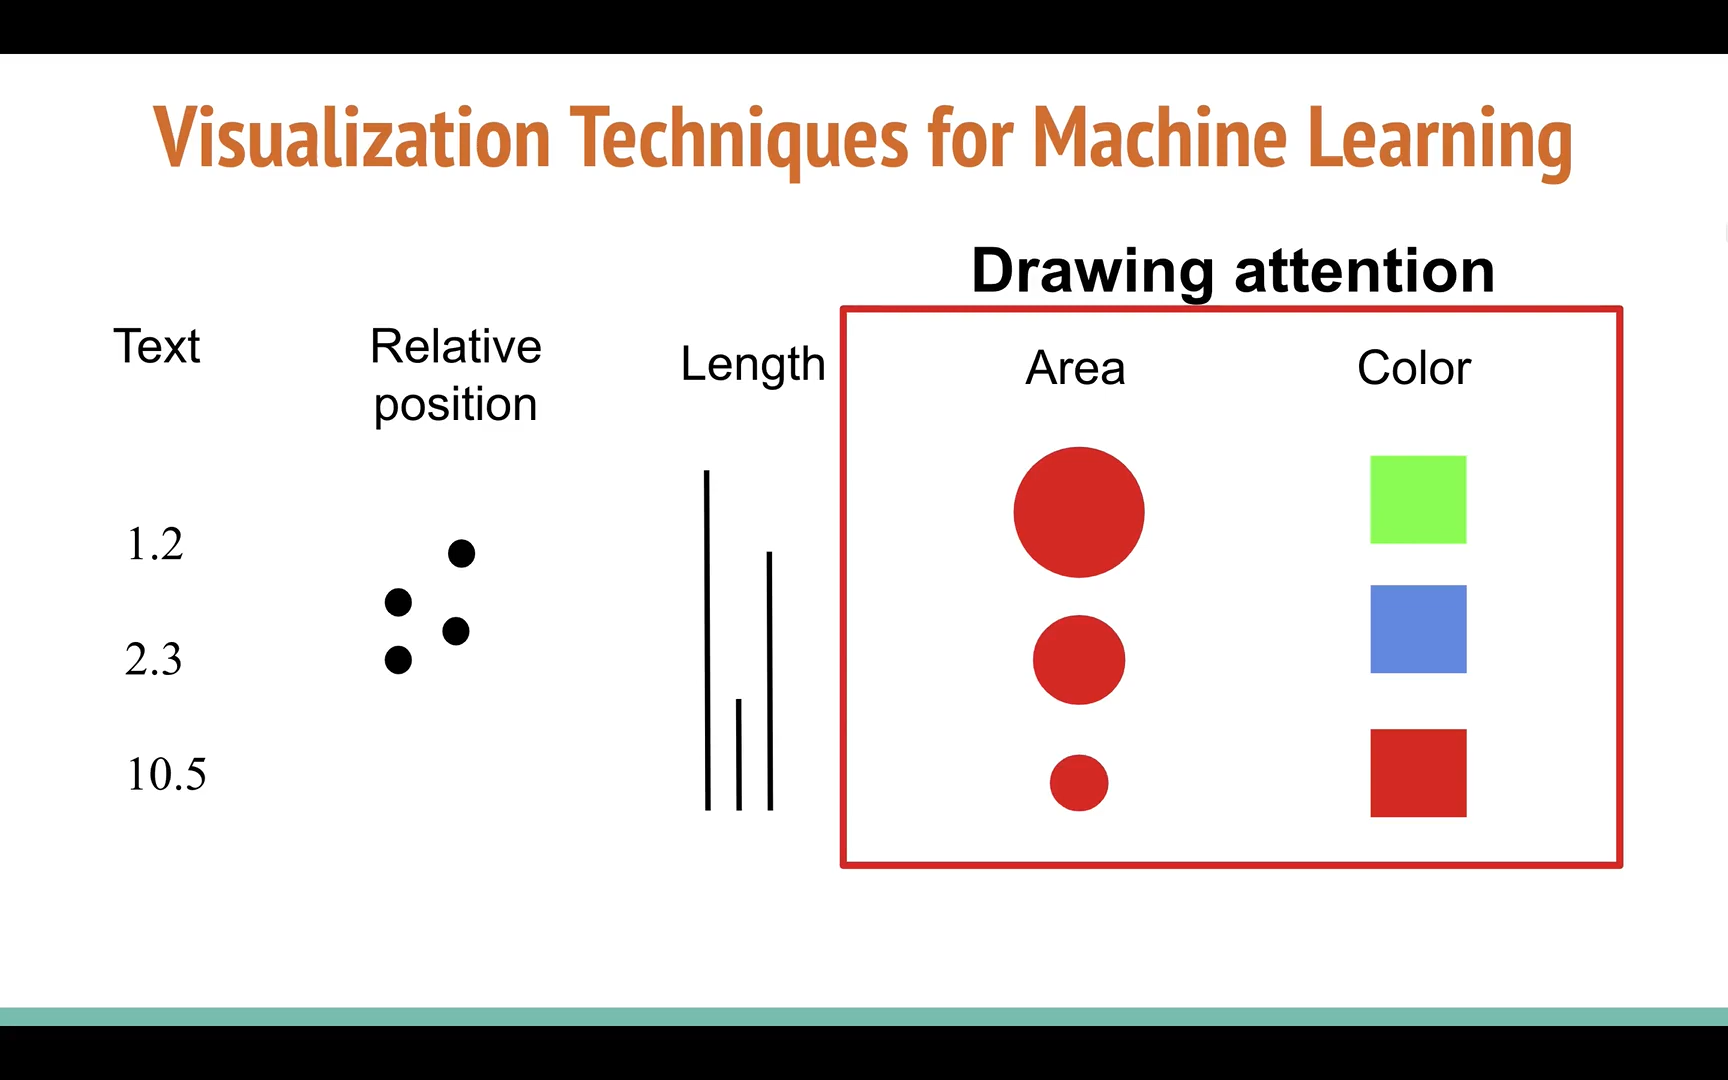 Visualization Techniques for Machine Learning
Drawing attention
Text
Relative
position
Length
Area
Color
1.2
2.3
10.5